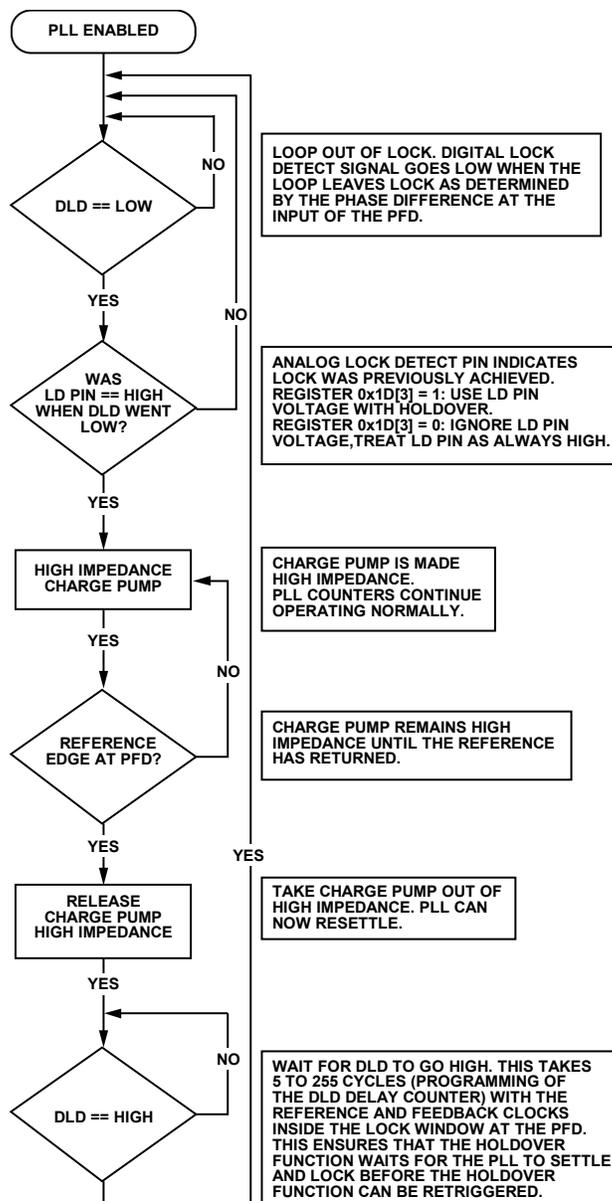 PLL ENABLED
NO
DLD == LOW
LOOP OUT OF LOCK. DIGITAL LOCK
DETECT SIGNAL GOES LOW WHEN THE
LOOP LEAVES LOCK AS DETERMINED
BY THE PHASE DIFFERENCE AT THE
INPUT OF THE PFD.
YES
NO
WAS
LD PIN == HIGH
WHEN DLD WENT
LOW?
ANALOG LOCK DETECT PIN INDICATES
LOCK WAS PREVIOUSLY ACHIEVED.
REGISTER 0x1D[3] = 1: USE LD PIN
VOLTAGE WITH HOLDOVER.
REGISTER 0x1D[3] = 0: IGNORE LD PIN
VOLTAGE,TREAT LD PIN AS ALWAYS HIGH.
YES
HIGH IMPEDANCE
CHARGE PUMP
CHARGE PUMP IS MADE
HIGH IMPEDANCE.
PLL COUNTERS CONTINUE
OPERATING NORMALLY.
YES
NO
REFERENCE
EDGE AT PFD?
CHARGE PUMP REMAINS HIGH
IMPEDANCE UNTIL THE REFERENCE
HAS RETURNED.
YES
YES
RELEASE
CHARGE PUMP
HIGH IMPEDANCE
TAKE CHARGE PUMP OUT OF
HIGH IMPEDANCE. PLL CAN
NOW RESETTLE.
YES
NO
DLD == HIGH
WAIT FOR DLD TO GO HIGH. THIS TAKES
5 TO 255 CYCLES (PROGRAMMING OF
THE DLD DELAY COUNTER) WITH THE
REFERENCE AND FEEDBACK CLOCKS
INSIDE THE LOCK WINDOW AT THE PFD.
THIS ENSURES THAT THE HOLDOVER
FUNCTION WAITS FOR THE PLL TO SETTLE
AND LOCK BEFORE THE HOLDOVER
FUNCTION CAN BE RETRIGGERED.